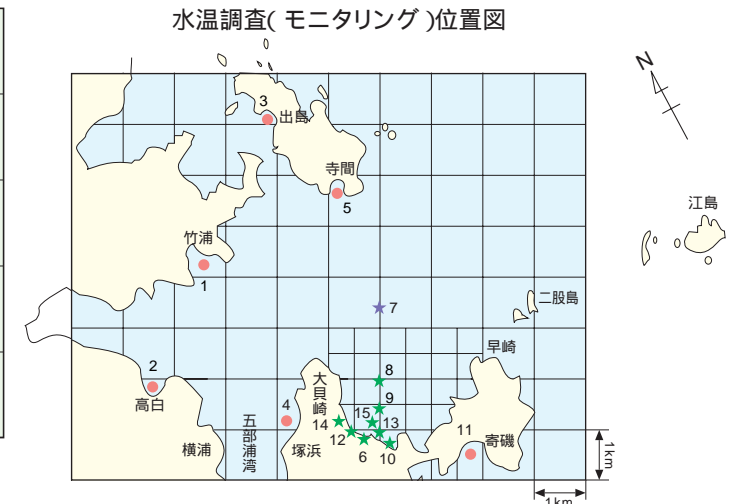 水温調査(モニタリング)位置図
N
3
出島
寺間
5
江島
竹浦
1
7
二股島
早崎
2
高白
大貝崎
8
9
4
15
14
13
12
6
10
11
寄磯
五部浦湾
横浦
塚浜
1km
1km